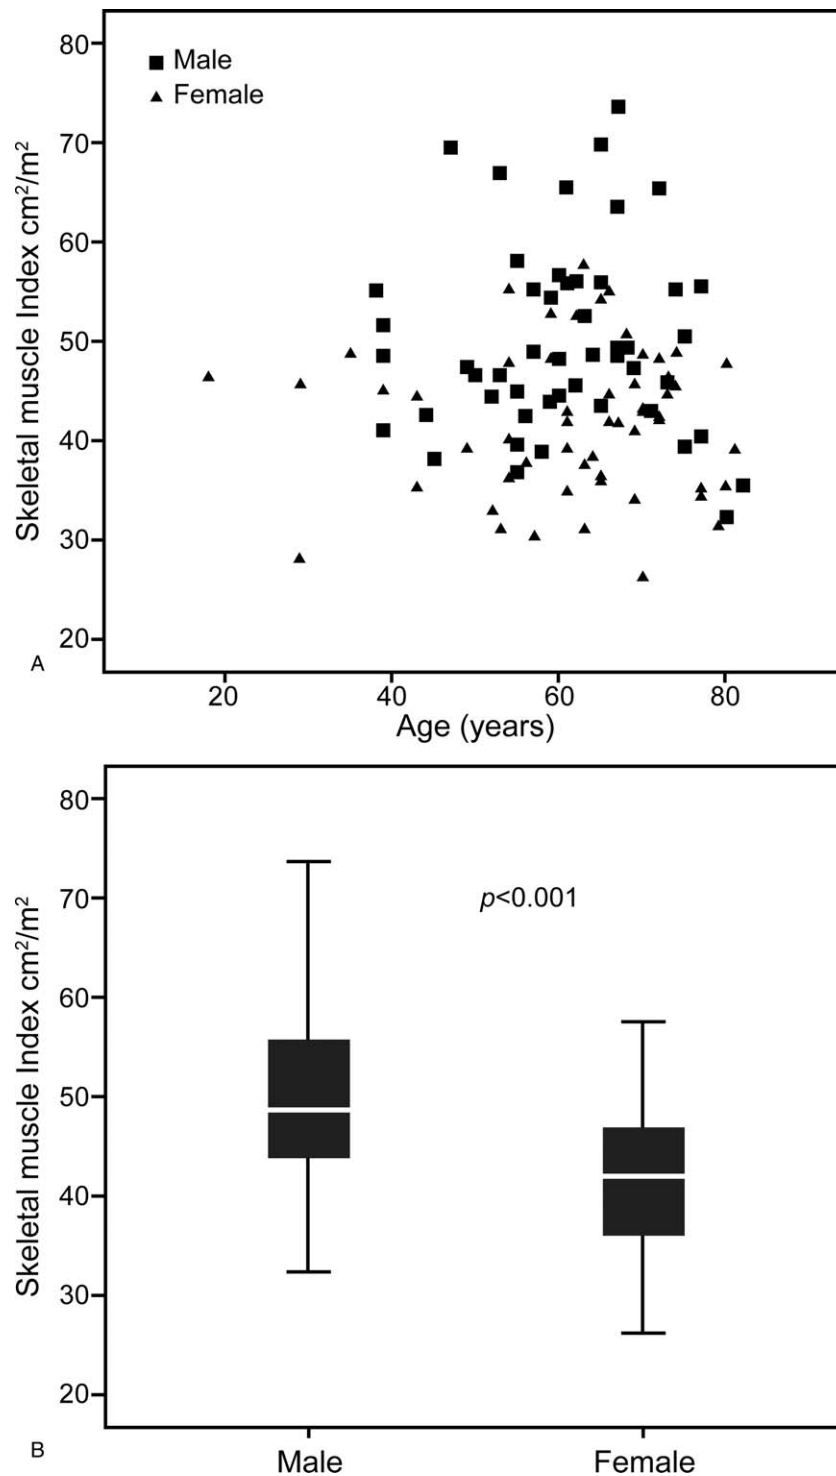 80
Male
Female
70
60
50
40
30
20
Skeletal muscle Index cm²/m²
A
20 40 60 80
Age (years)
80
70
60
50
40
30
20
Skeletal muscle Index cm²/m²
p<0.001
B
Male Female